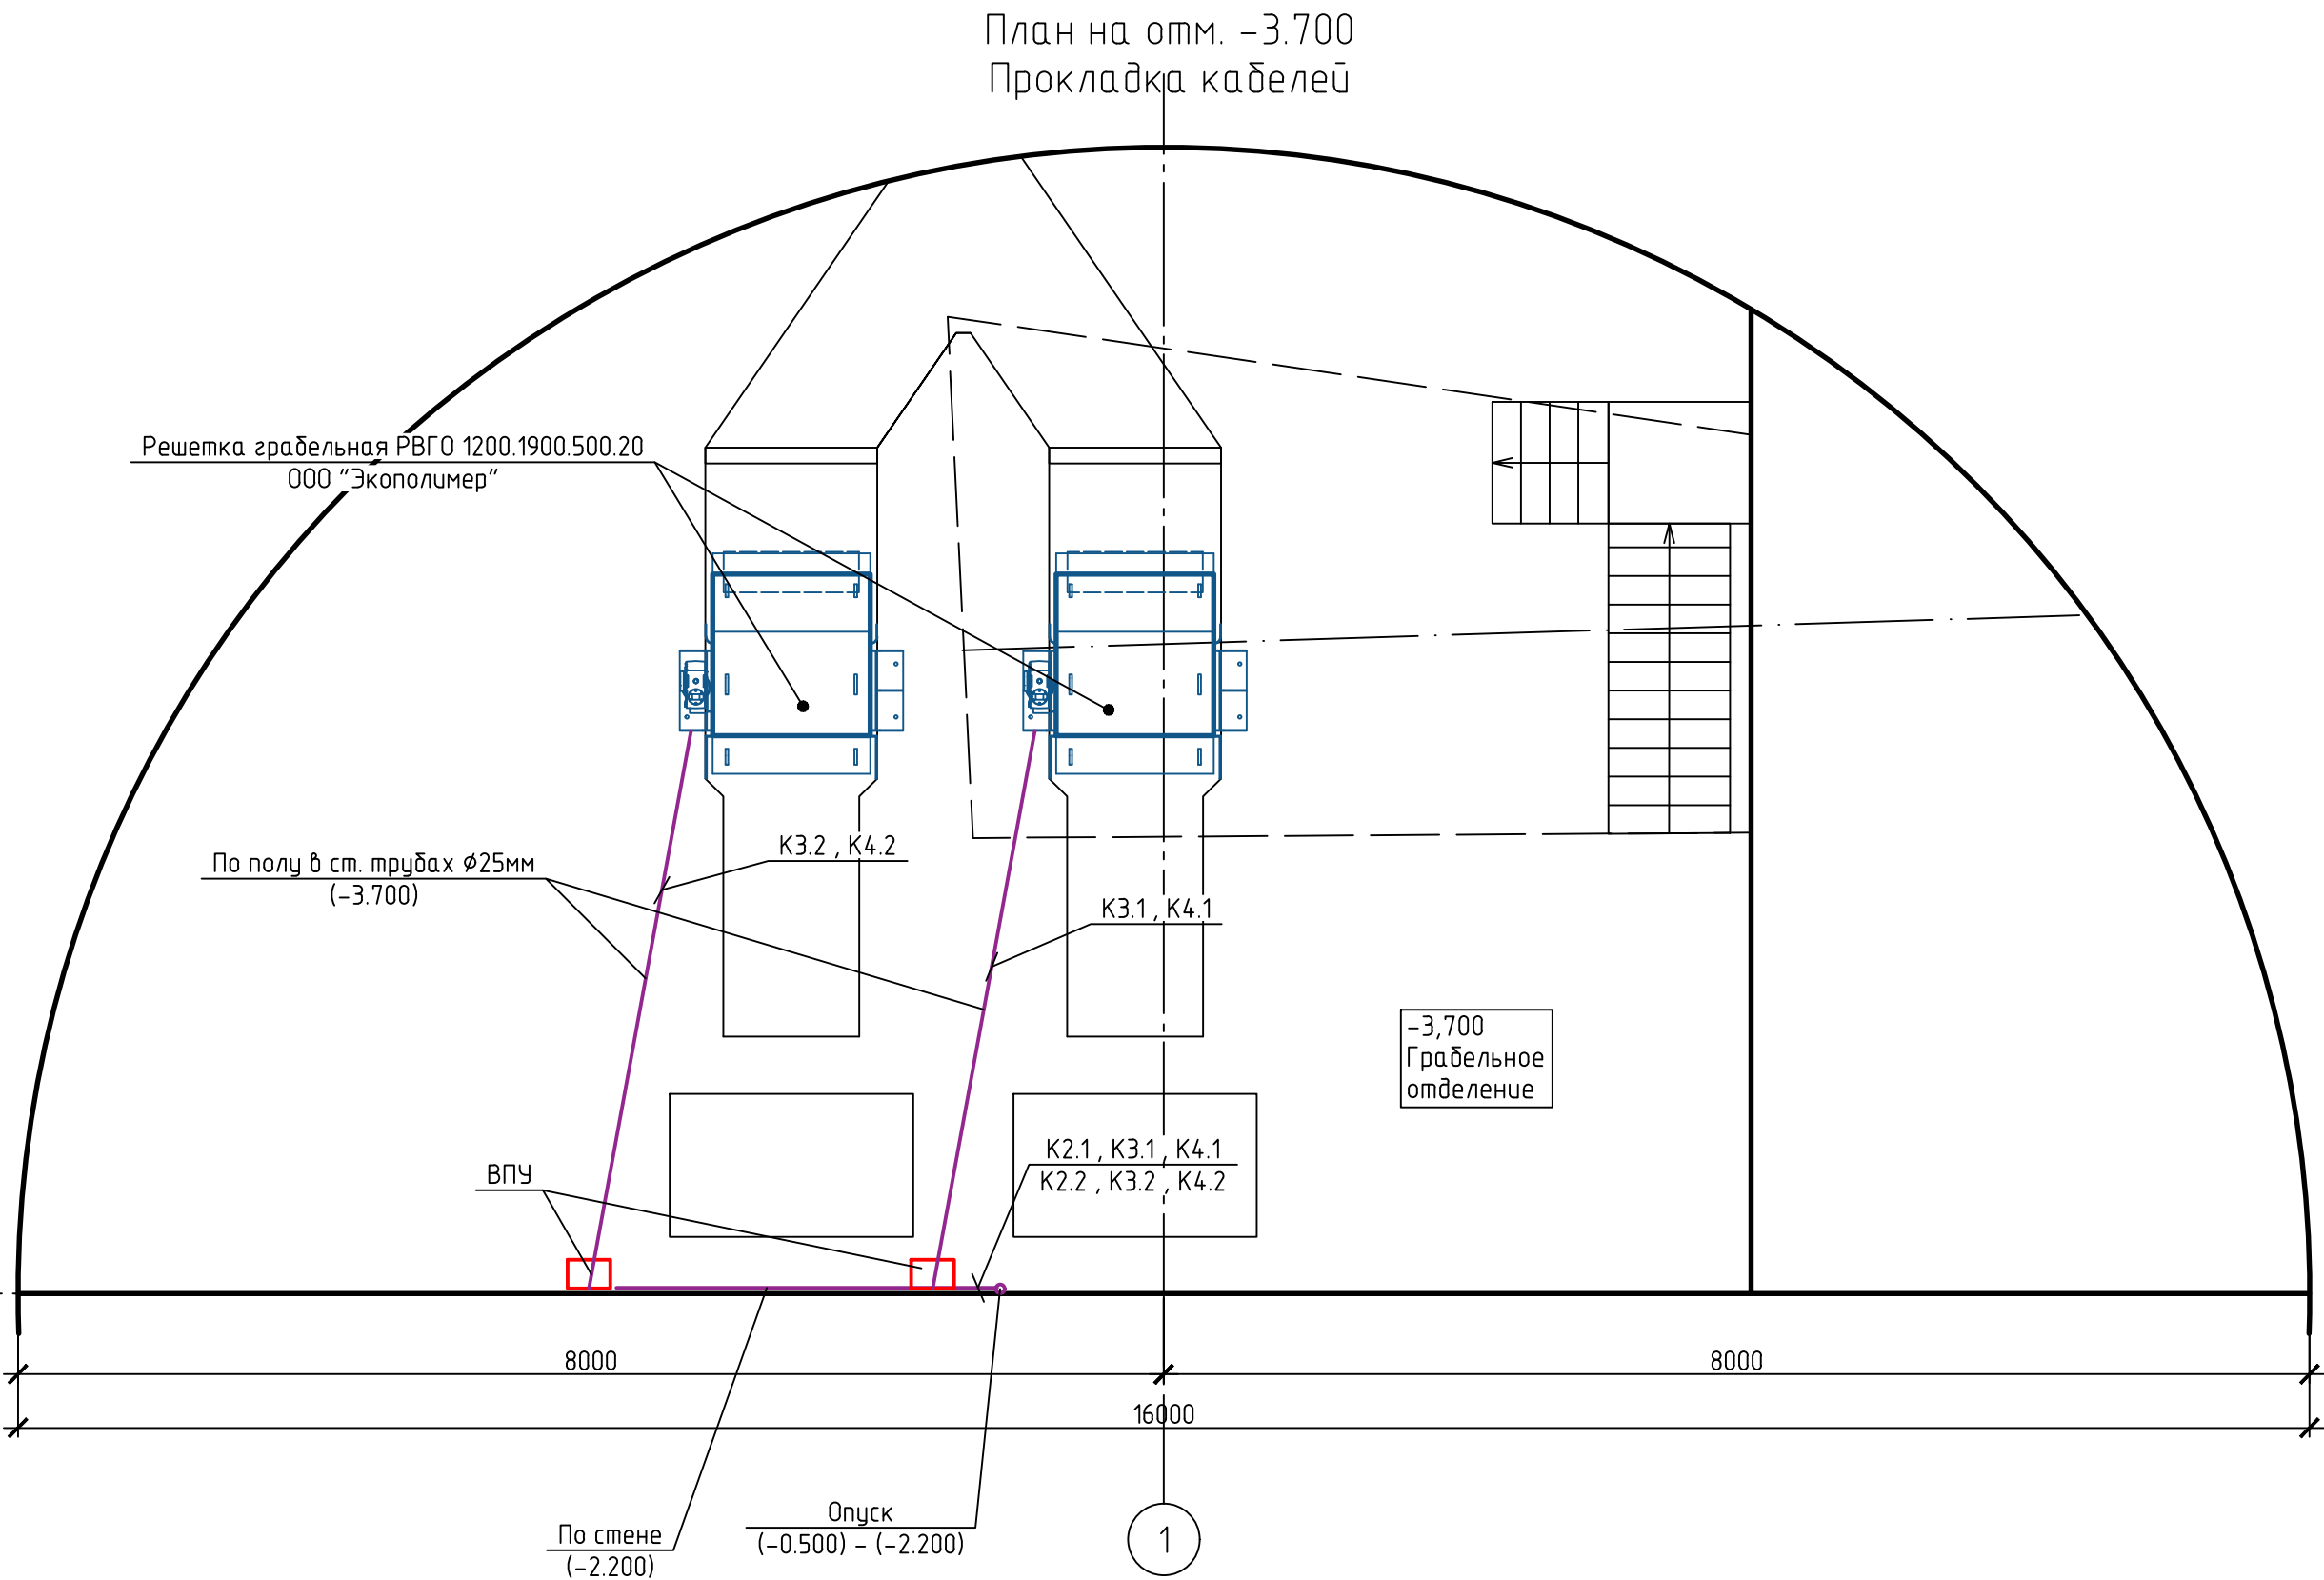 План на отм. -3.700
Прокладка кабелей
Решетка грабельная РВГО 1200.1900.500.20
ООО "Экополимер"
К3.2 , К4.2
По полу в ст. трубах Ø25мм
(-3.700)
К3.1 , К4.1
-3,700
Грабельное
отделение
К2.1 , К3.1 , К4.1
К2.2 , К3.2 , К4.2
ВПУ
8000
8000
16000
Опуск
(-0.500) - (-2.200)
По стене
(-2.200)
1